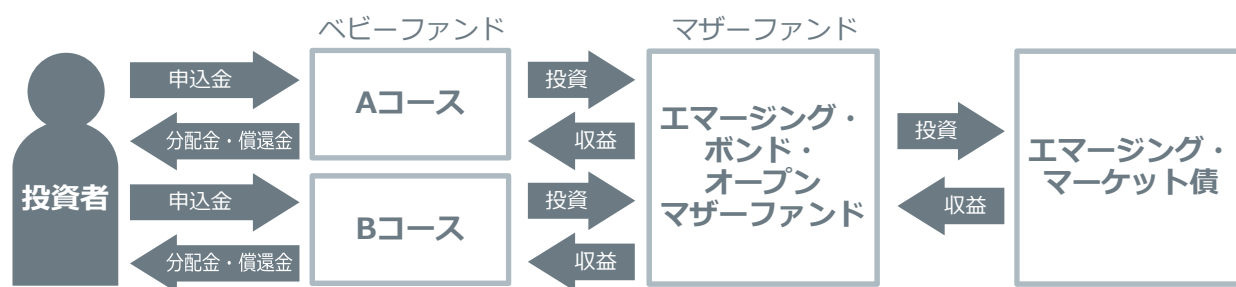 ベビーファンド
マザーファンド
投資者
申込金
分配金・償還金
申込金
分配金・償還金
Aコース
Bコース
投資
収益
投資
収益
エマージング・
ボンド・
オープン
マザーファンド
投資
収益
エマージング・
マーケット債